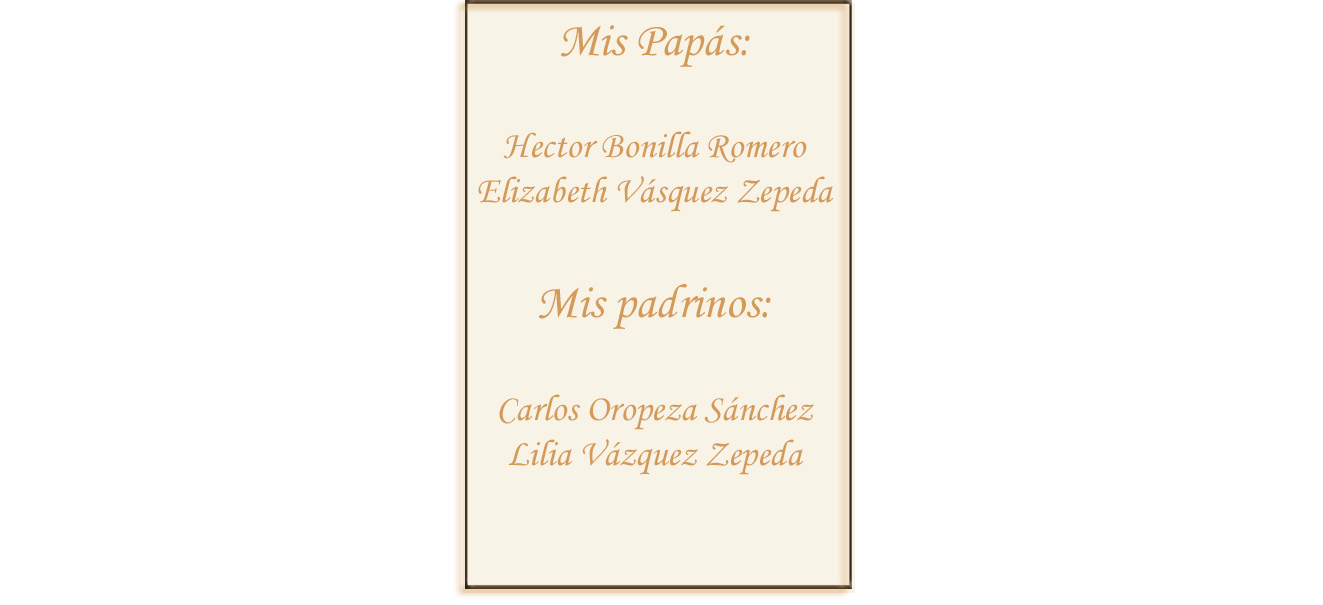 Mis Papás:
Hector Bonilla Romero
Elizabeth Vásquez Zepeda
Mis padrinos:
Carlos Oropeza Sánchez
Lilia Vázquez Zepeda